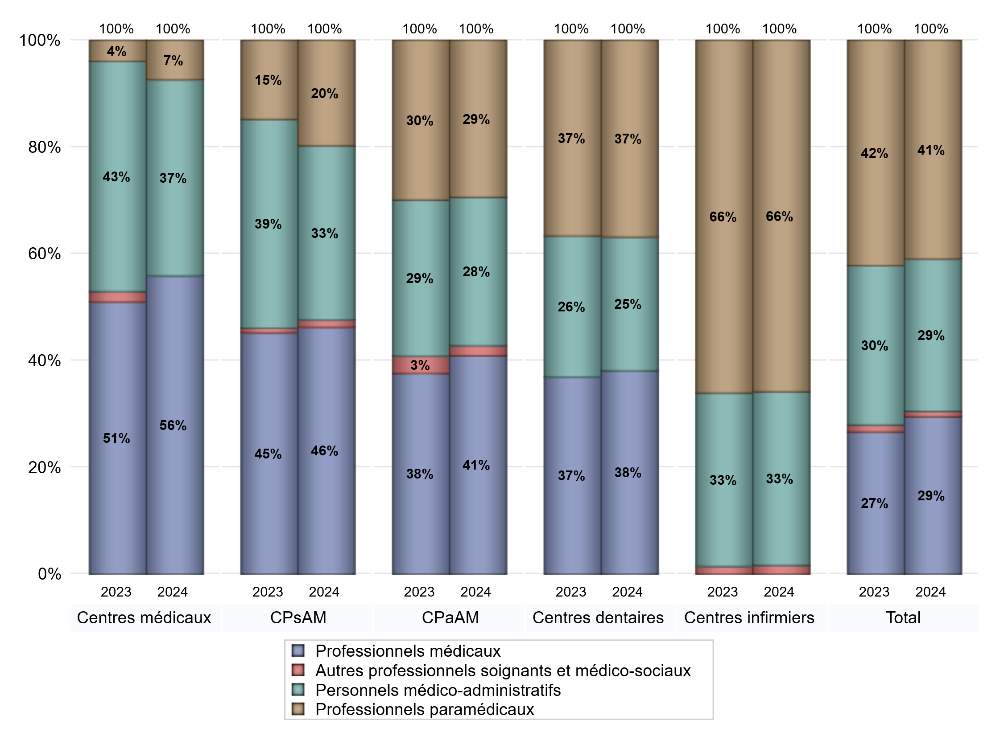 100% 100% 100% 100% 100% 100% 100% 100% 100% 100% 100% 100%
100%
4% 7% 15% 20% 30% 29% 37% 37% 66% 66% 42% 41%
80%
43% 37% 39% 33% 29% 28% 26% 25% 33% 33% 30% 29%
60%
3%
40%
51% 56% 45% 46% 38% 41% 37% 38% 27% 29%
20%
0%
2023 2024 2023 2024 2023 2024 2023 2024 2023 2024 2023 2024
Centres médicaux CPsAM CPaAM Centres dentaires Centres infirmiers Total
Professionnels médicaux
Autres professionnels soignants et médico-sociaux
Personnels médico-administratifs
Professionnels paramédicaux